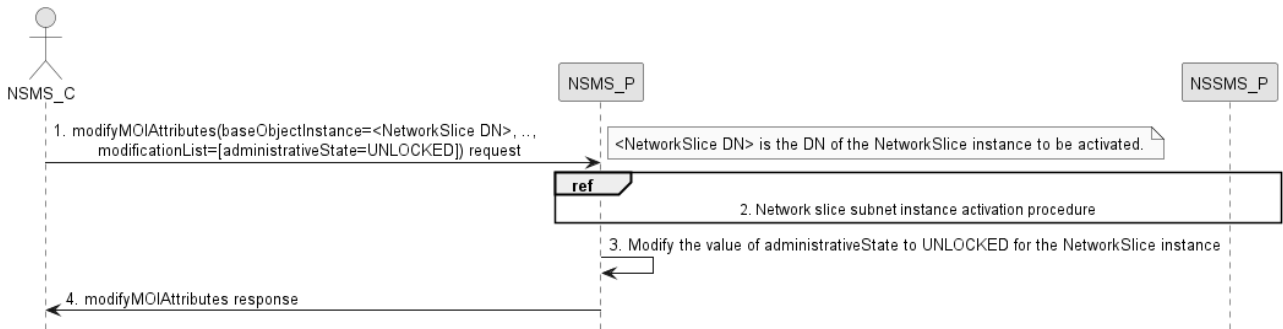 NSMS_C
NSMS_P
NSSMS_P
1. modifyMOIAttributes(baseObjectInstance=<NetworkSlice DN>, ..,
modificationList=[administrativeState=UNLOCKED]) request
<NetworkSlice DN> is the DN of the NetworkSlice instance to be activated.
ref
2. Network slice subnet instance activation procedure
3. Modify the value of administrativeState to UNLOCKED for the NetworkSlice instance
4. modifyMOIAttributes response